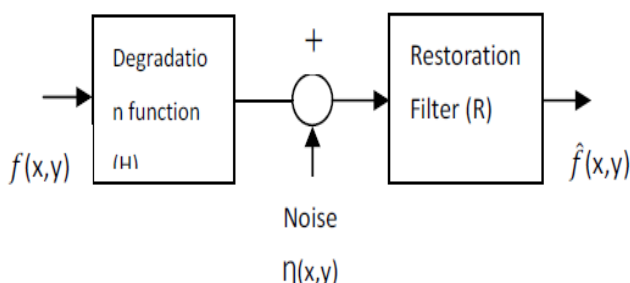 Degradatio
n function
(H)
+
Restoration
Filter (R)
f(x,y)
f̂(x,y)
Noise
η(x,y)